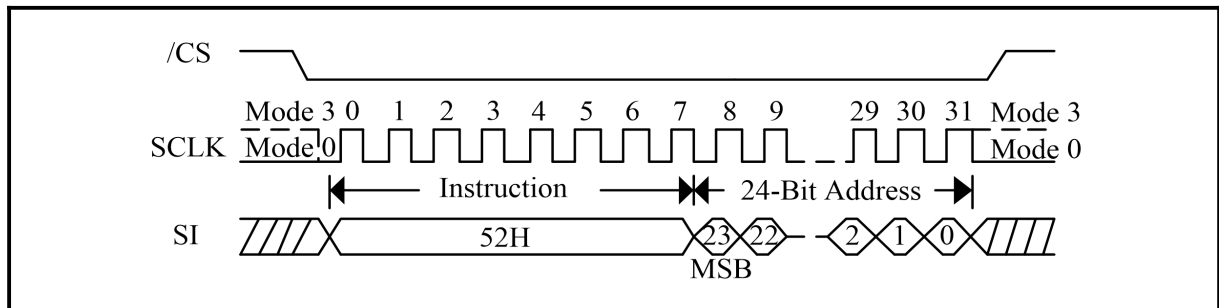 /CS
Mode 3 0 1 2 3 4 5 6 7 8 9 29 30 31 Mode 3
SCLK Mode 0 Mode 0
Instruction 24-Bit Address
SI 52H 23 22 2 1 0
MSB